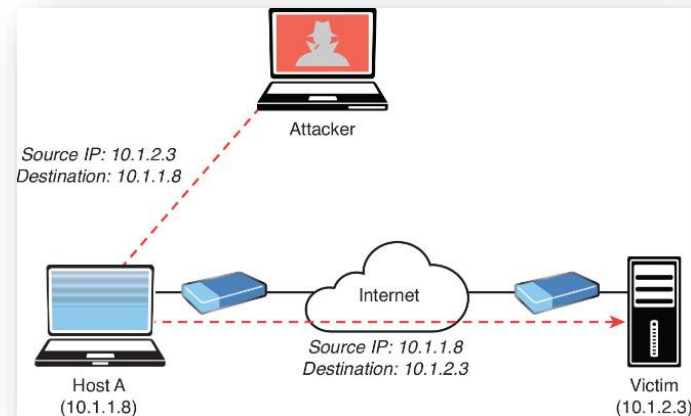 Attacker
Source IP: 10.1.2.3
Destination: 10.1.1.8
Internet
Source IP: 10.1.1.8
Destination: 10.1.2.3
Host A
(10.1.1.8)
Victim
(10.1.2.3)